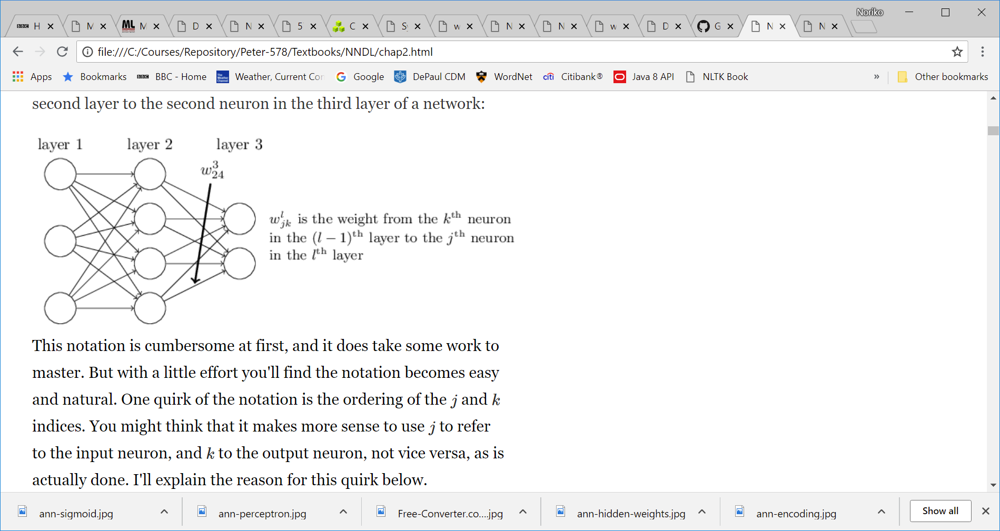 Noriko
BBC H M ML M D N 5 C Sy w N N w D G N N
file:///C:/Courses/Repository/Peter-578/Textbooks/NNDL/chap2.html
Apps Bookmarks BBC BBC - Home The Weather Channel Weather, Current Con Google DePaul CDM WordNet citi Citibank® Java 8 API NLTK Book » Other bookmarks
second layer to the second neuron in the third layer of a network:
layer 1 layer 2 layer 3
w^3_{24}
w^l_{jk} is the weight from the k^{th} neuron
in the (l − 1)^{th} layer to the j^{th} neuron
in the l^{th} layer
This notation is cumbersome at first, and it does take some work to
master. But with a little effort you'll find the notation becomes easy
and natural. One quirk of the notation is the ordering of the j and k
indices. You might think that it makes more sense to use j to refer
to the input neuron, and k to the output neuron, not vice versa, as is
actually done. I'll explain the reason for this quirk below.
ann-sigmoid.jpg ann-perceptron.jpg Free-Converter.co....jpg ann-hidden-weights.jpg ann-encoding.jpg Show all